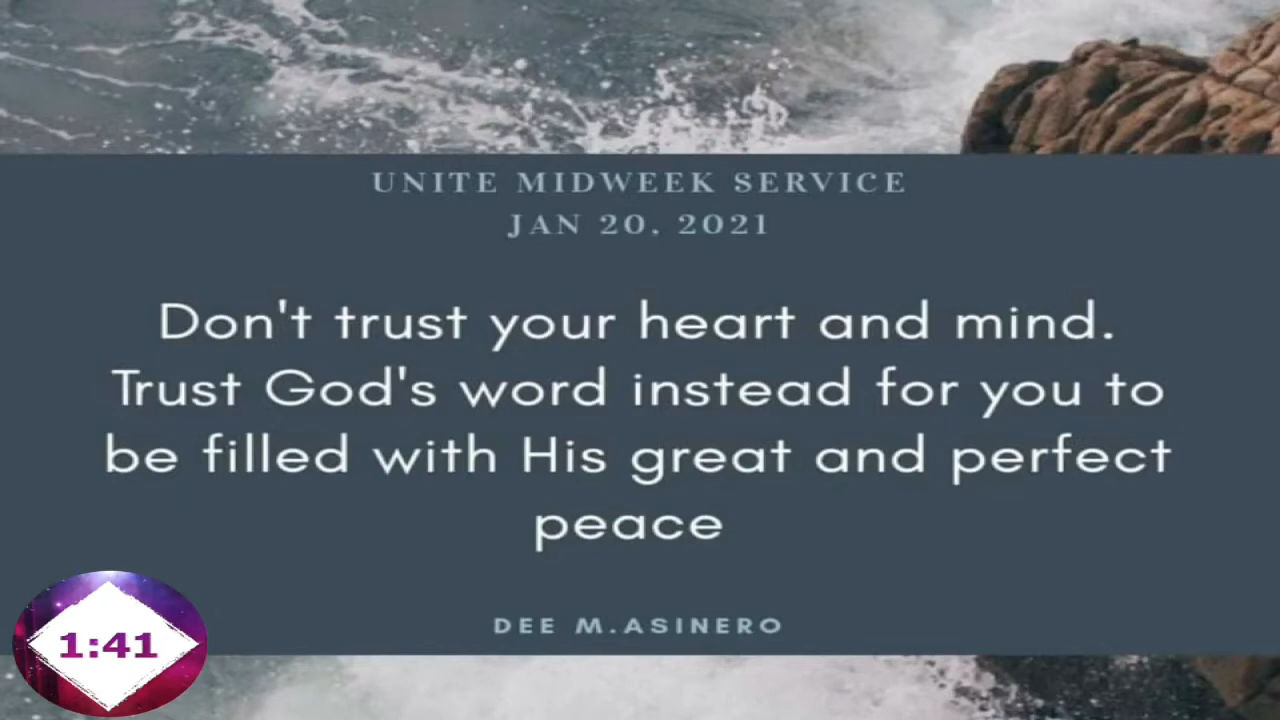 UNITE MIDWEEK SERVICE
JAN 20, 2021
Don't trust your heart and mind.
Trust God's word instead for you to
be filled with His great and perfect
peace
DEE M.ASINERO
1:41